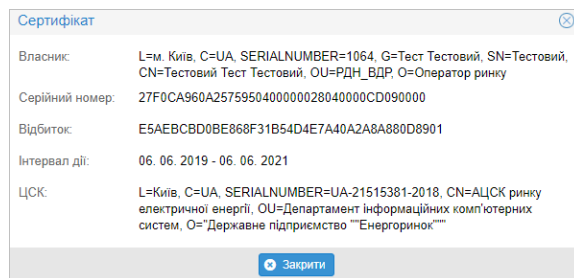 Сертифікат
Власник: L=м. Київ, C=UA, SERIALNUMBER=1064, G=Тест Тестовий, SN=Тестовий,
CN=Тестовий Тест Тестовий, OU=РДН_ВДР, O=Оператор ринку
Серійний номер: 27F0CA960A2575950400000028040000CD090000
Відбиток: E5AEBCBD0BE868F31B54D4E7A40A2A8A880D8901
Інтервал дії: 06. 06. 2019 - 06. 06. 2021
ЦСК: L=Київ, C=UA, SERIALNUMBER=UA-21515381-2018, CN=АЦСК ринку
електричної енергії, OU=Департамент інформаційних комп'ютерних
систем, O="Державне підприємство ""Енергоринок"""
Закрити